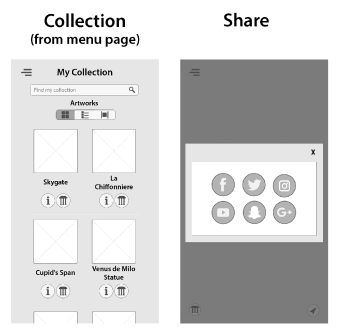 Collection
(from menu page)
Share
My Collection
Find my collection
Artworks
Skygate
La
Chiffonniere
i
i
Cupid's Span
Venus de Milo
Statue
i
i
x
f
G+